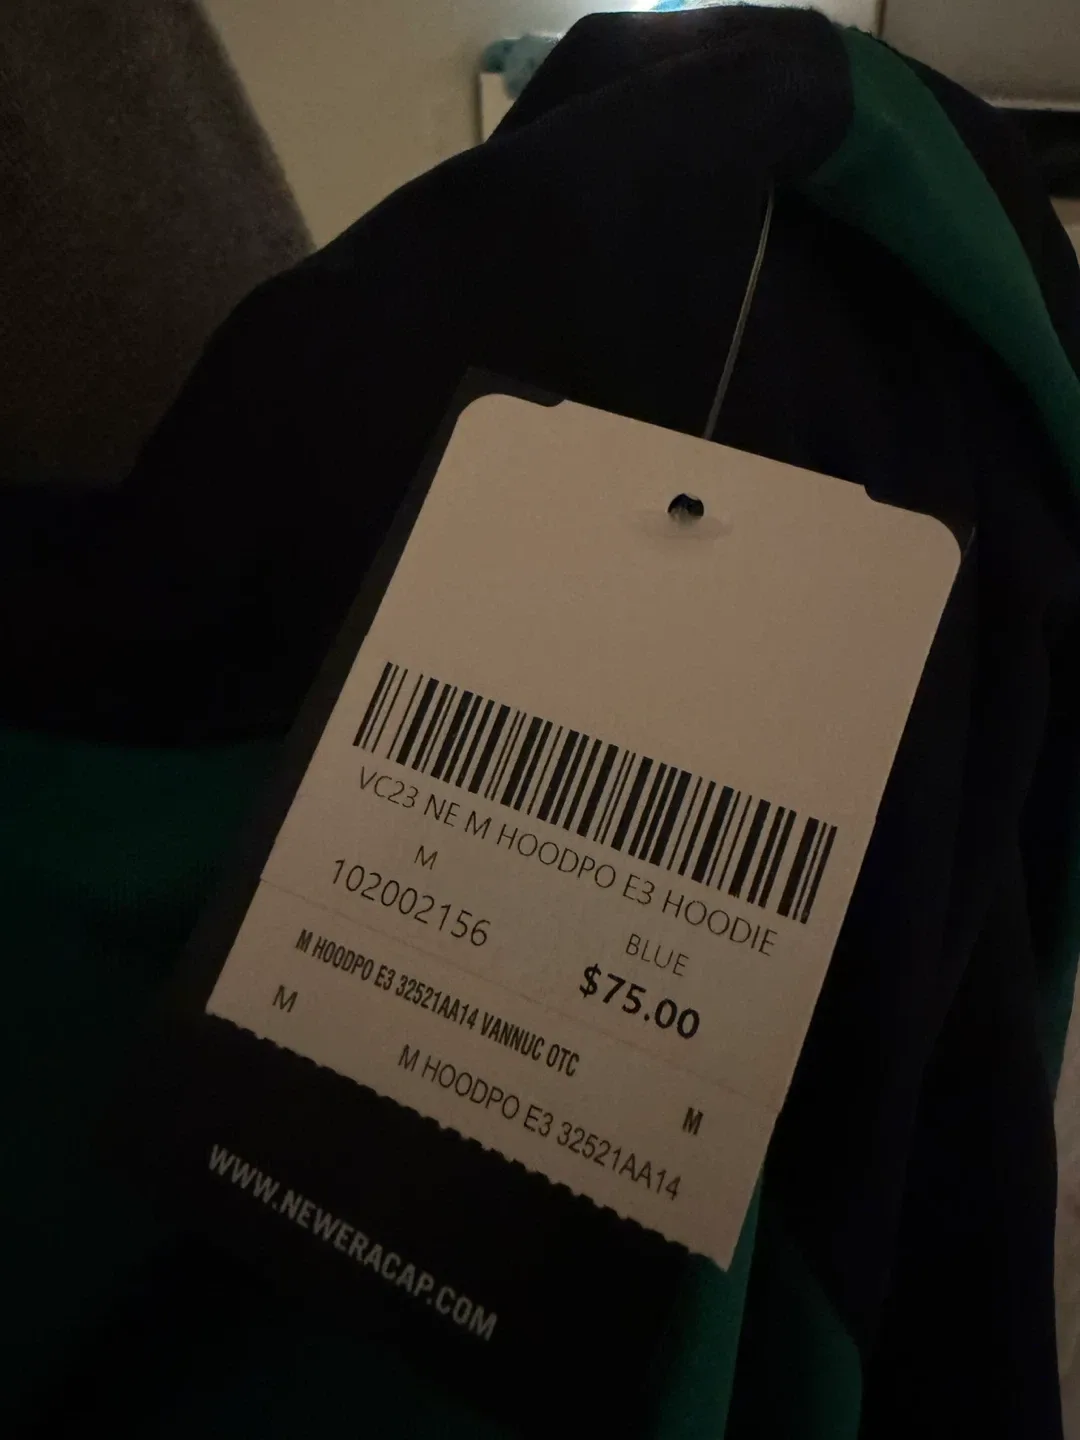 VC23 NE M HOODPO E3 HOODIE
M BLUE
102002156 $75.00
M HOODPO E3 32521AA14 VANNUC OTC
M M
M HOODPO E3 32521AA14
WWW.NEWERACAP.COM